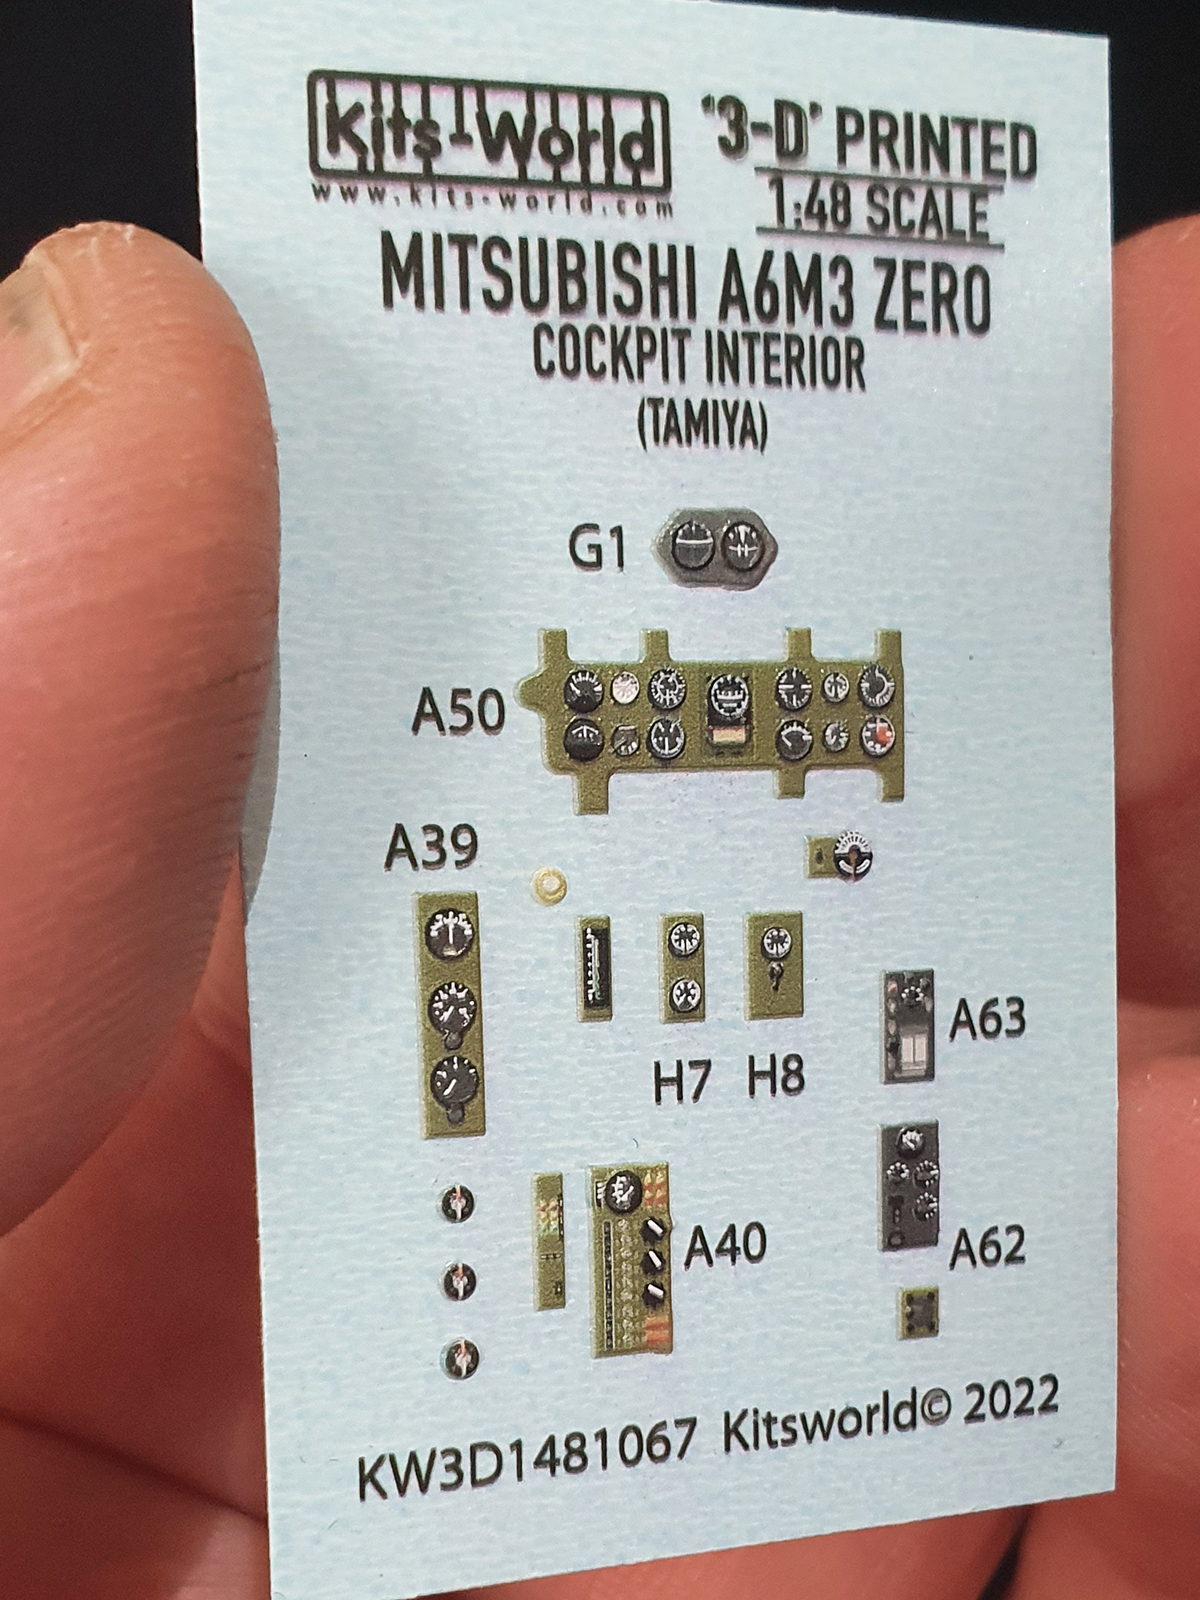 Kits-World
www.kits-world.com
'3-D' PRINTED
1:48 SCALE
MITSUBISHI A6M3 ZERO
COCKPIT INTERIOR
(TAMIYA)
G1
A50
A39
A63
H7 H8
A40
A62
KW3D1481067 Kitsworld© 2022